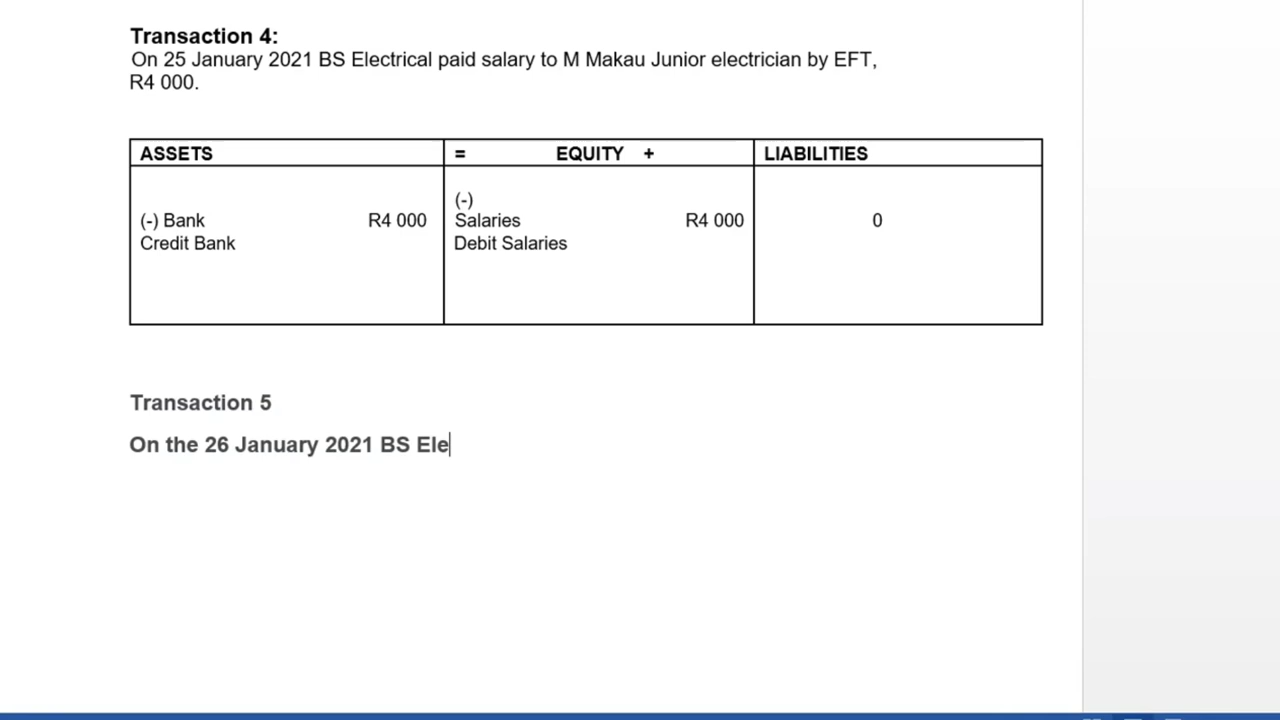 Transaction 4:
On 25 January 2021 BS Electrical paid salary to M Makau Junior electrician by EFT,
R4 000.
ASSETS = EQUITY + LIABILITIES
(-)
(-) Bank R4 000 Salaries R4 000 0
Credit Bank Debit Salaries
Transaction 5
On the 26 January 2021 BS Ele